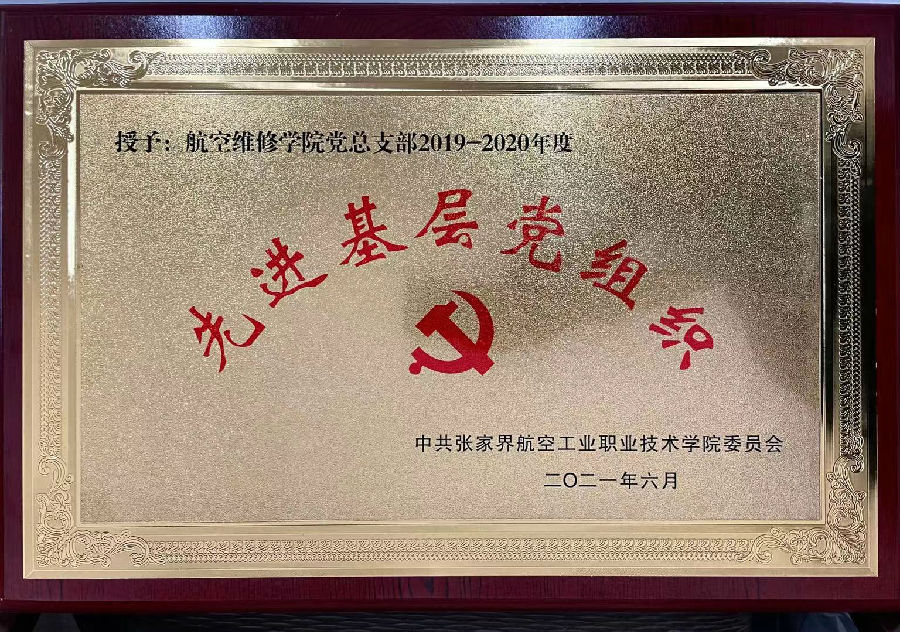 授予：航空维修学院党总支部2019-2020年度
先进基层党组织
中共张家界航空工业职业技术学院委员会
二〇二一年六月